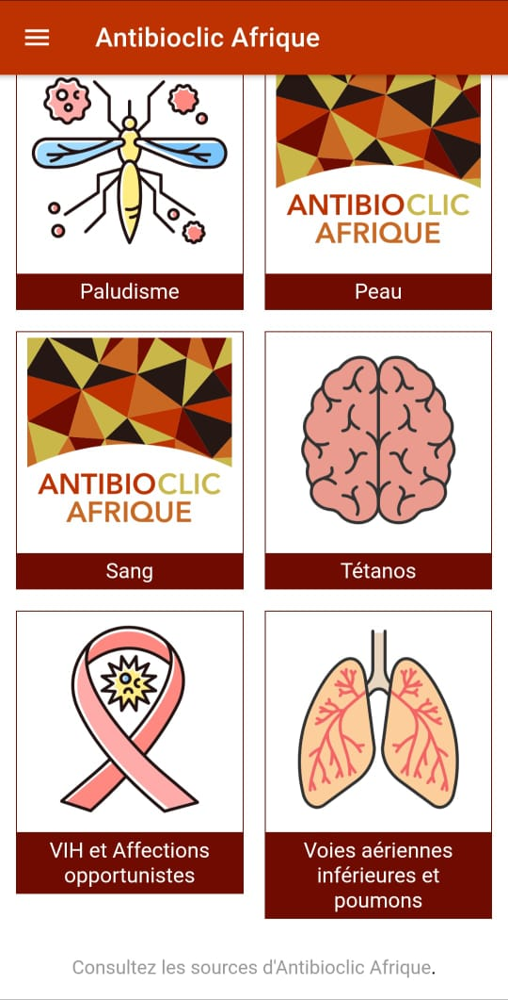 Antibioclic Afrique
ANTIBIOCLIC
AFRIQUE
Paludisme
Peau
ANTIBIOCLIC
AFRIQUE
Sang
Tétanos
VIH et Affections
opportunistes
Voies aériennes
inférieures et
poumons
Consultez les sources d'Antibioclic Afrique.